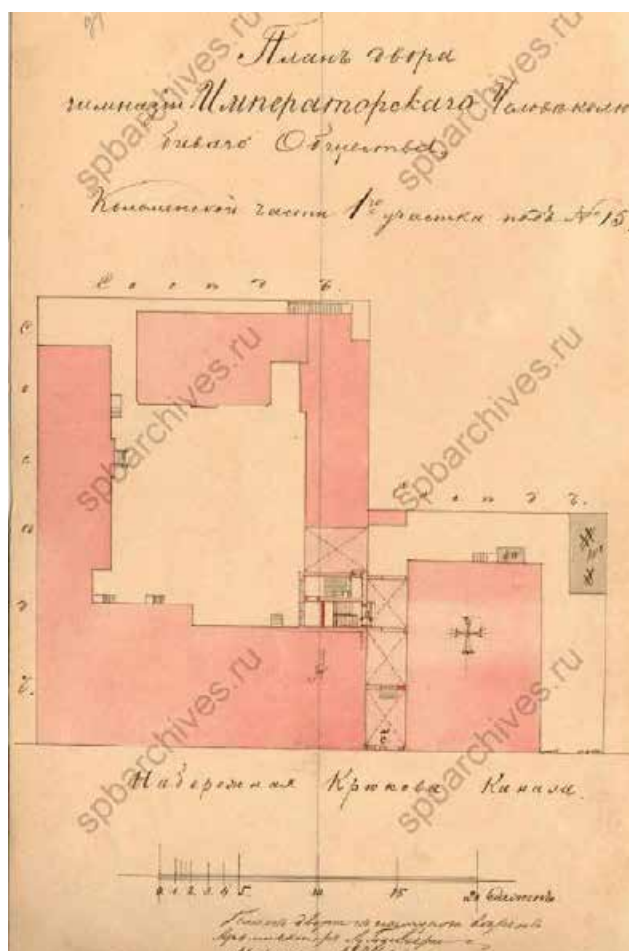 Планъ двора
гимназіи Императорскаго Человѣколю
биваго Общества,
Коломенской части 1го участка подъ № 15.
Сосѣдъ.
Сосѣдъ.
Сосѣдъ.
Набережная Крюкова Канала.
0 1 2 3 4 5 10 15 20 саженъ
spbarchives.ru
spbarchives.ru
spbarchives.ru
spbarchives.ru
spbarchives.ru
spbarchives.ru